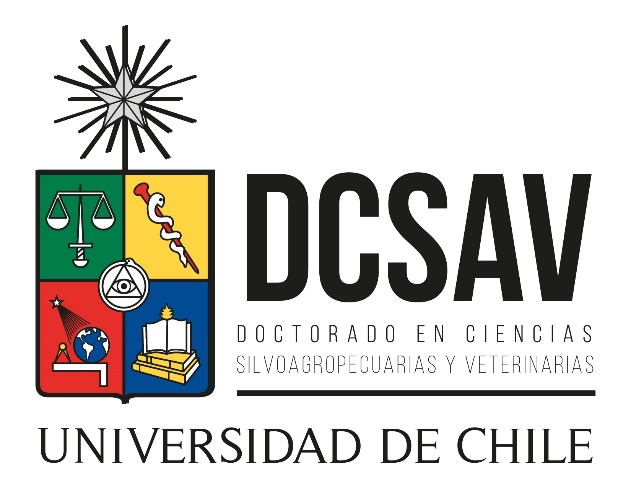 DCSAV
DOCTORADO EN CIENCIAS
SILVOAGROPECUARIAS Y VETERINARIAS
UNIVERSIDAD DE CHILE